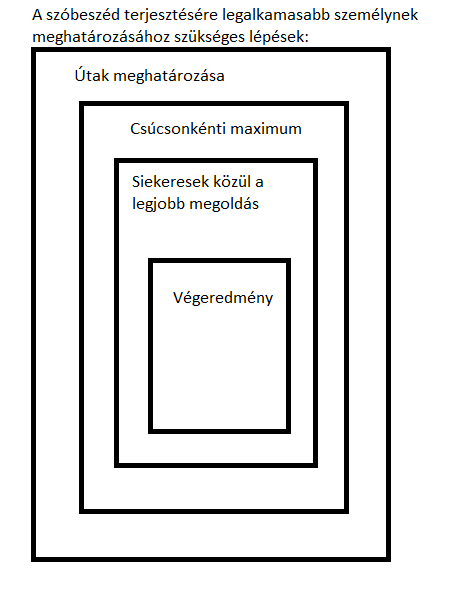 A szóbeszéd terjesztésére legalkamasabb személynek
meghatározásához szükséges lépések:
Útak meghatározása
Csúcsonkénti maximum
Siekeresek közül a
legjobb megoldás
Végeredmény